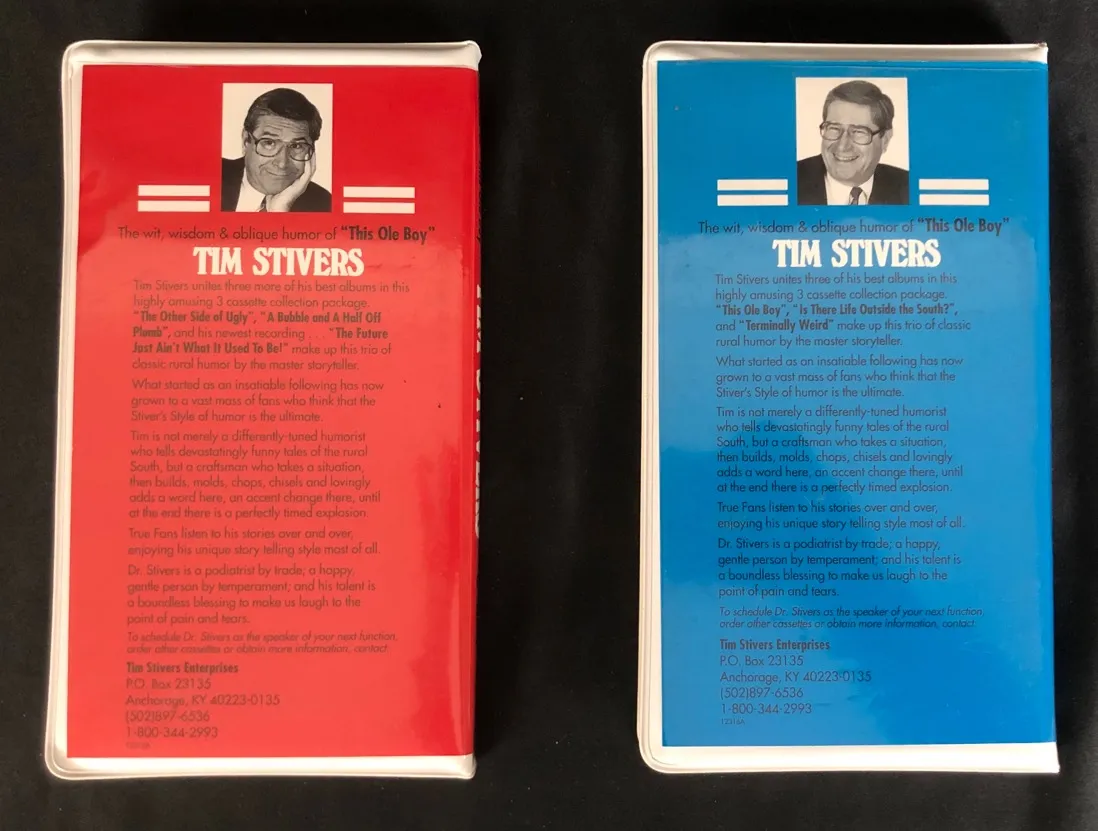 The wit, wisdom & oblique humor of "This Ole Boy"
TIM STIVERS
Tim Stivers unites three more of his best albums in this
highly amusing 3 cassette collection package.
"The Other Side of Ugly", "A Bubble and A Half Off
Plumb", and his newest recording . . . "The Future
Just Ain't What It Used To Be!" make up this trio of
classic rural humor by the master storyteller.
What started as an insatiable following has now
grown to a vast mass of fans who think that the
Stiver's Style of humor is the ultimate.
Tim is not merely a differently-tuned humorist
who tells devastatingly funny tales of the rural
South, but a craftsman who takes a situation,
then builds, molds, chops, chisels and lovingly
adds a word here, an accent change there, until
at the end there is a perfectly timed explosion.
True Fans listen to his stories over and over,
enjoying his unique story telling style most of all.
Dr. Stivers is a podiatrist by trade; a happy,
gentle person by temperament; and his talent is
a boundless blessing to make us laugh to the
point of pain and tears.
To schedule Dr. Stivers as the speaker of your next function,
order other cassettes or obtain more information, contact
Tim Stivers Enterprises
P.O. Box 23135
Anchorage, KY 40223-0135
(502)897-6536
1-800-344-2993
The wit, wisdom & oblique humor of "This Ole Boy"
TIM STIVERS
Tim Stivers unites three of his best albums in this
highly amusing 3 cassette collection package.
"This Ole Boy", "Is There Life Outside the South?",
and "Terminally Weird" make up this trio of classic
rural humor by the master storyteller.
What started as an insatiable following has now
grown to a vast mass of fans who think that the
Stiver's Style of humor is the ultimate.
Tim is not merely a differently-tuned humorist
who tells devastatingly funny tales of the rural
South, but a craftsman who takes a situation,
then builds, molds, chops, chisels and lovingly
adds a word here, an accent change there, until
at the end there is a perfectly timed explosion.
True Fans listen to his stories over and over,
enjoying his unique story telling style most of all.
Dr. Stivers is a podiatrist by trade; a happy,
gentle person by temperament; and his talent is
a boundless blessing to make us laugh to the
point of pain and tears.
To schedule Dr. Stivers as the speaker of your next function,
order other cassettes or obtain more information, contact
Tim Stivers Enterprises
P.O. Box 23135
Anchorage, KY 40223-0135
(502)897-6536
1-800-344-2993
12316A